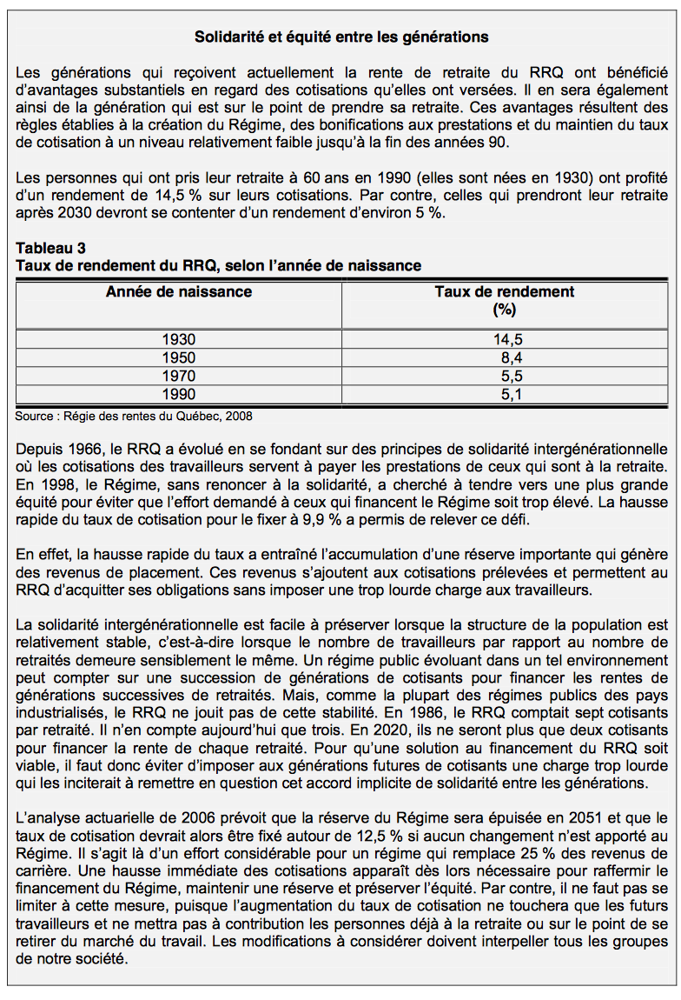 Solidarité et équité entre les générations
Les générations qui reçoivent actuellement la rente de retraite du RRQ ont bénéficié
d’avantages substantiels en regard des cotisations qu’elles ont versées. Il en sera également
ainsi de la génération qui est sur le point de prendre sa retraite. Ces avantages résultent des
règles établies à la création du Régime, des bonifications aux prestations et du maintien du taux
de cotisation à un niveau relativement faible jusqu’à la fin des années 90.
Les personnes qui ont pris leur retraite à 60 ans en 1990 (elles sont nées en 1930) ont profité
d’un rendement de 14,5 % sur leurs cotisations. Par contre, celles qui prendront leur retraite
après 2030 devront se contenter d’un rendement d’environ 5 %.
Tableau 3
Taux de rendement du RRQ, selon l’année de naissance
Année de naissance Taux de rendement
(%)
1930 14,5
1950 8,4
1970 5,5
1990 5,1
Source : Régie des rentes du Québec, 2008
Depuis 1966, le RRQ a évolué en se fondant sur des principes de solidarité intergénérationnelle
où les cotisations des travailleurs servent à payer les prestations de ceux qui sont à la retraite.
En 1998, le Régime, sans renoncer à la solidarité, a cherché à tendre vers une plus grande
équité pour éviter que l’effort demandé à ceux qui financent le Régime soit trop élevé. La hausse
rapide du taux de cotisation pour le fixer à 9,9 % a permis de relever ce défi.
En effet, la hausse rapide du taux a entraîné l’accumulation d’une réserve importante qui génère
des revenus de placement. Ces revenus s’ajoutent aux cotisations prélevées et permettent au
RRQ d’acquitter ses obligations sans imposer une trop lourde charge aux travailleurs.
La solidarité intergénérationnelle est facile à préserver lorsque la structure de la population est
relativement stable, c’est-à-dire lorsque le nombre de travailleurs par rapport au nombre de
retraités demeure sensiblement le même. Un régime public évoluant dans un tel environnement
peut compter sur une succession de générations de cotisants pour financer les rentes de
générations successives de retraités. Mais, comme la plupart des régimes publics des pays
industrialisés, le RRQ ne jouit pas de cette stabilité. En 1986, le RRQ comptait sept cotisants
par retraité. Il n’en compte aujourd’hui que trois. En 2020, ils ne seront plus que deux cotisants
pour financer la rente de chaque retraité. Pour qu’une solution au financement du RRQ soit
viable, il faut donc éviter d’imposer aux générations futures de cotisants une charge trop lourde
qui les inciterait à remettre en question cet accord implicite de solidarité entre les générations.
L’analyse actuarielle de 2006 prévoit que la réserve du Régime sera épuisée en 2051 et que le
taux de cotisation devrait alors être fixé autour de 12,5 % si aucun changement n’est apporté au
Régime. Il s’agit là d’un effort considérable pour un régime qui remplace 25 % des revenus de
carrière. Une hausse immédiate des cotisations apparaît dès lors nécessaire pour raffermir le
financement du Régime, maintenir une réserve et préserver l’équité. Par contre, il ne faut pas se
limiter à cette mesure, puisque l’augmentation du taux de cotisation ne touchera que les futurs
travailleurs et ne mettra pas à contribution les personnes déjà à la retraite ou sur le point de se
retirer du marché du travail. Les modifications à considérer doivent interpeller tous les groupes
de notre société.